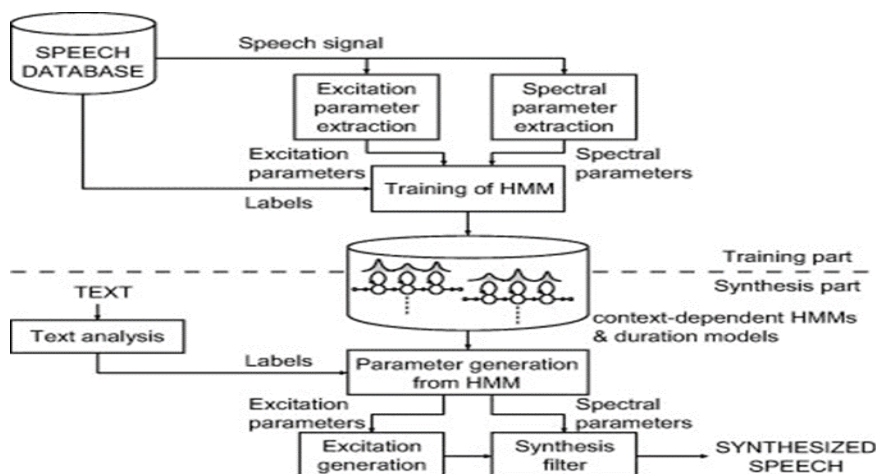 SPEECH
DATABASE
Speech signal
Excitation
parameter
extraction
Spectral
parameter
extraction
Excitation
parameters
Spectral
parameters
Training of HMM
Labels
Training part
Synthesis part
TEXT
context-dependent HMMs
& duration models
Text analysis
Labels
Parameter generation
from HMM
Excitation
parameters
Spectral
parameters
Excitation
generation
Synthesis
filter
SYNTHESIZED
SPEECH